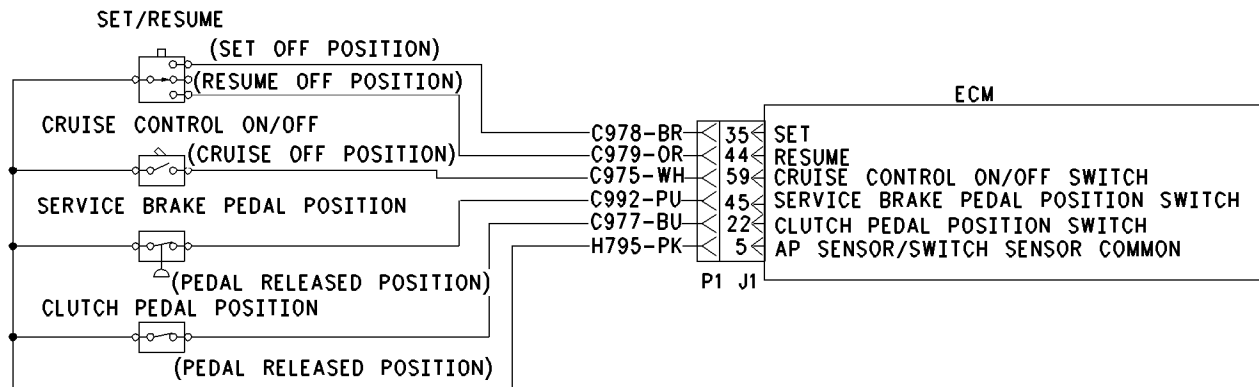 SET/RESUME
(SET OFF POSITION)
(RESUME OFF POSITION)
ECM
CRUISE CONTROL ON/OFF
C978-BR 35 SET
(CRUISE OFF POSITION)
C979-OR 44 RESUME
C975-WH 59 CRUISE CONTROL ON/OFF SWITCH
SERVICE BRAKE PEDAL POSITION
C992-PU 45 SERVICE BRAKE PEDAL POSITION SWITCH
C977-BU 22 CLUTCH PEDAL POSITION SWITCH
H795-PK 5 AP SENSOR/SWITCH SENSOR COMMON
(PEDAL RELEASED POSITION)
P1 J1
CLUTCH PEDAL POSITION
(PEDAL RELEASED POSITION)